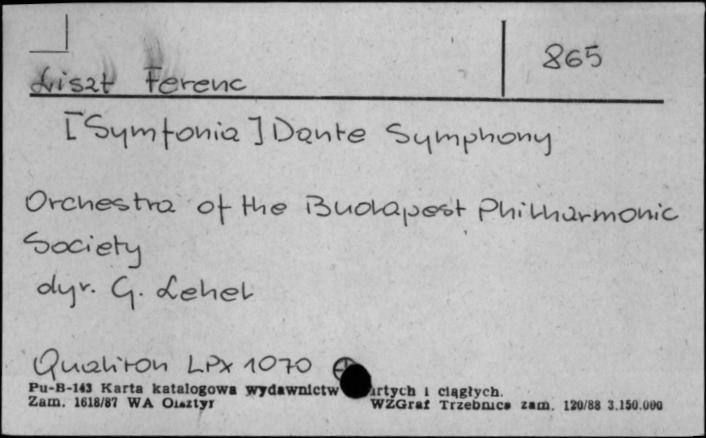 865
Liszt Ferenc
[Symfonia] Dante Symphony
Orchestra of the Budapest Philharmonic
Society
dyr. G. Lehel
Qualiton LPX 1070
Pu-B-143 Karta katalogowa wydawnictw artych i ciągłych.
Zam. 1618/87 WA Olsztyn WZGraf Trzebnica zam. 120/88 3.150.000